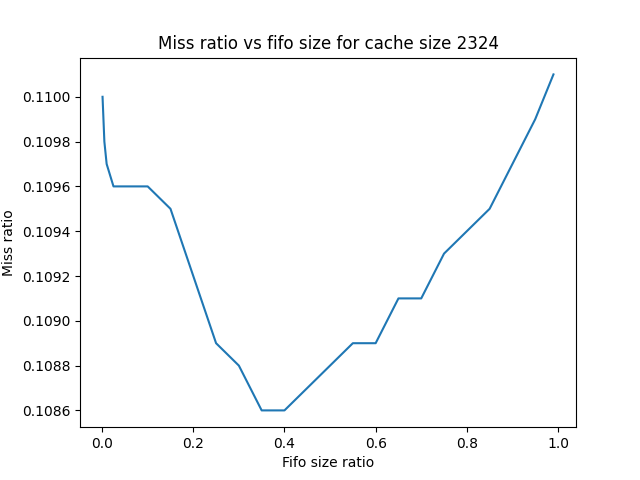 Miss ratio vs fifo size for cache size 2324
0.1100
0.1098
0.1096
0.1094
0.1092
0.1090
0.1088
0.1086
Miss ratio
0.0 0.2 0.4 0.6 0.8 1.0
Fifo size ratio